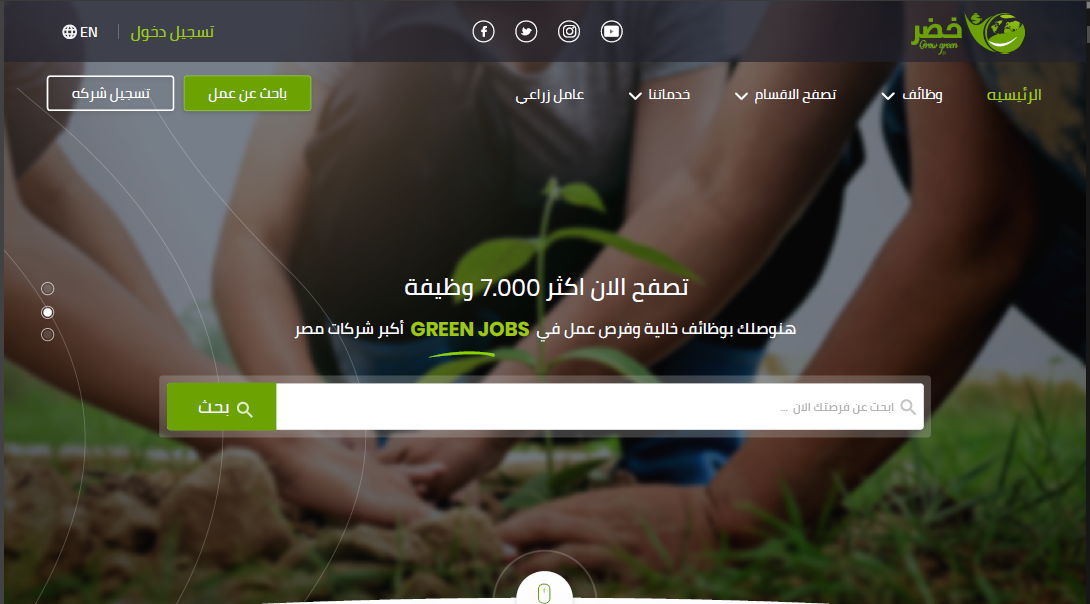 خضر
Grow green
تسجيل دخول
EN
الرئيسيه
وظائف
تصفح الاقسام
خدماتنا
عامل زراعي
باحث عن عمل
تسجيل شركه
تصفح الان اكثر 7.000 وظيفة
هنوصلك بوظائف خالية وفرص عمل في GREEN JOBS أكبر شركات مصر
ابحث عن فرصتك الان ...
بحث